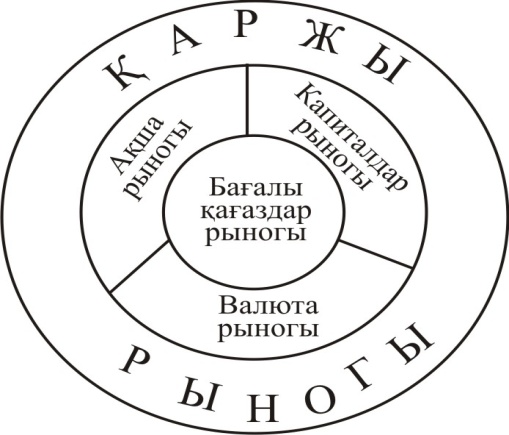 ҚАРЖЫ
Ақша
рыногы
Капиталдар
рыногы
Бағалы
қағаздар
рыногы
Валюта
рыногы
РЫНОГЫ